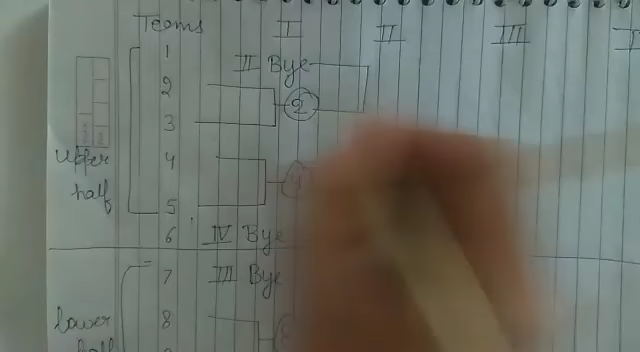 Teams I II III
1 II Bye
2
②
3
upper 4
half
5
6 IV Bye
7 III Bye
lower 8
half